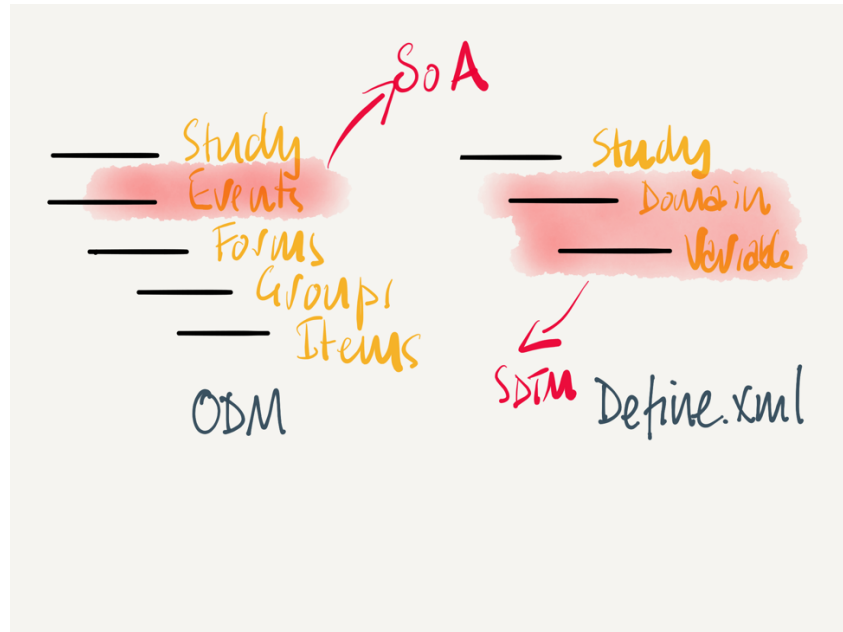 SoA
Study
Events
Forms
Groups
Items
ODM
Study
Domain
Variable
SDTM
Define.xml